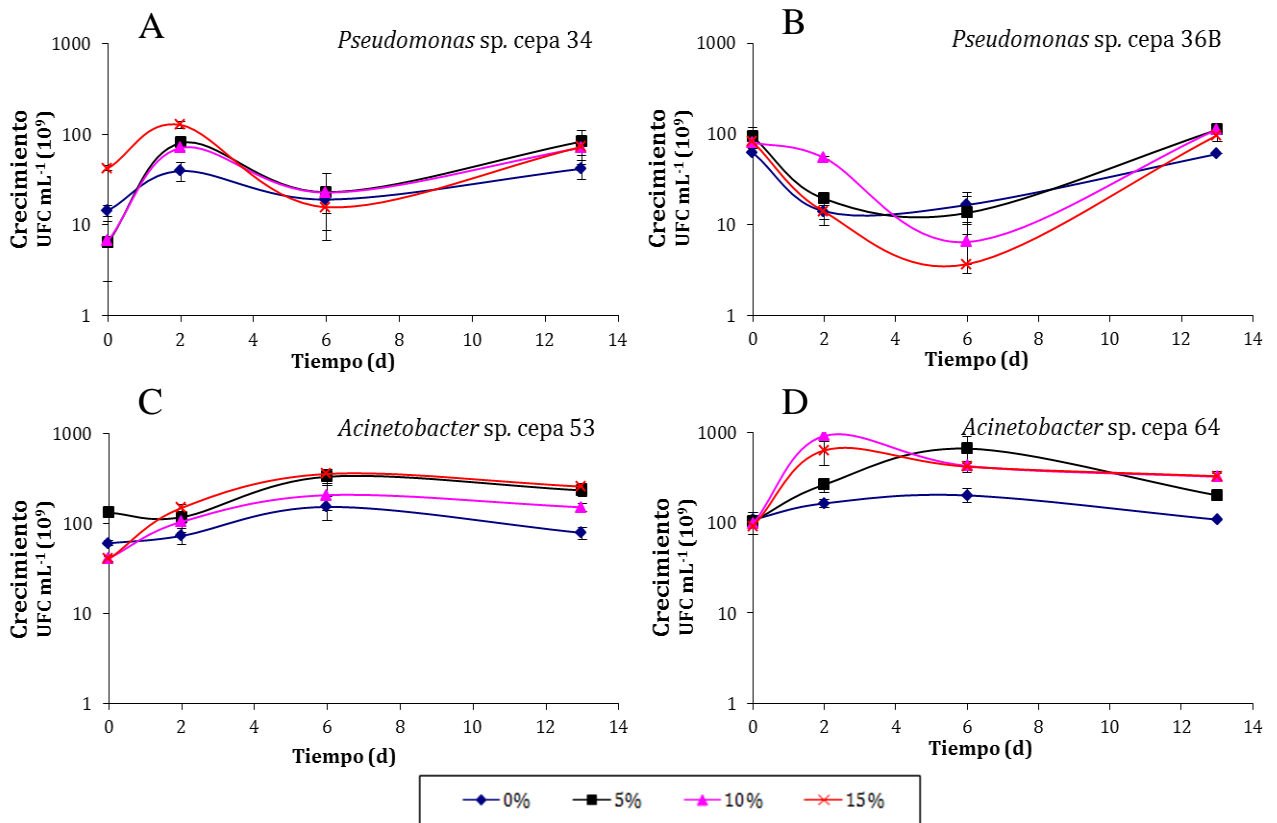 A
Pseudomonas sp. cepa 34
1000
100
10
1
Crecimiento
UFC mL⁻¹ (10⁹)
0 2 4 6 8 10 12 14
Tiempo (d)
B
Pseudomonas sp. cepa 36B
1000
100
10
1
Crecimiento
UFC mL⁻¹ (10⁹)
0 2 4 6 8 10 12 14
Tiempo (d)
C
Acinetobacter sp. cepa 53
1000
100
10
1
Crecimiento
UFC mL⁻¹ (10⁹)
0 2 4 6 8 10 12 14
Tiempo (d)
D
Acinetobacter sp. cepa 64
1000
100
10
1
Crecimiento
UFC mL⁻¹ (10⁹)
0 2 4 6 8 10 12 14
Tiempo (d)
0% 5% 10% 15%